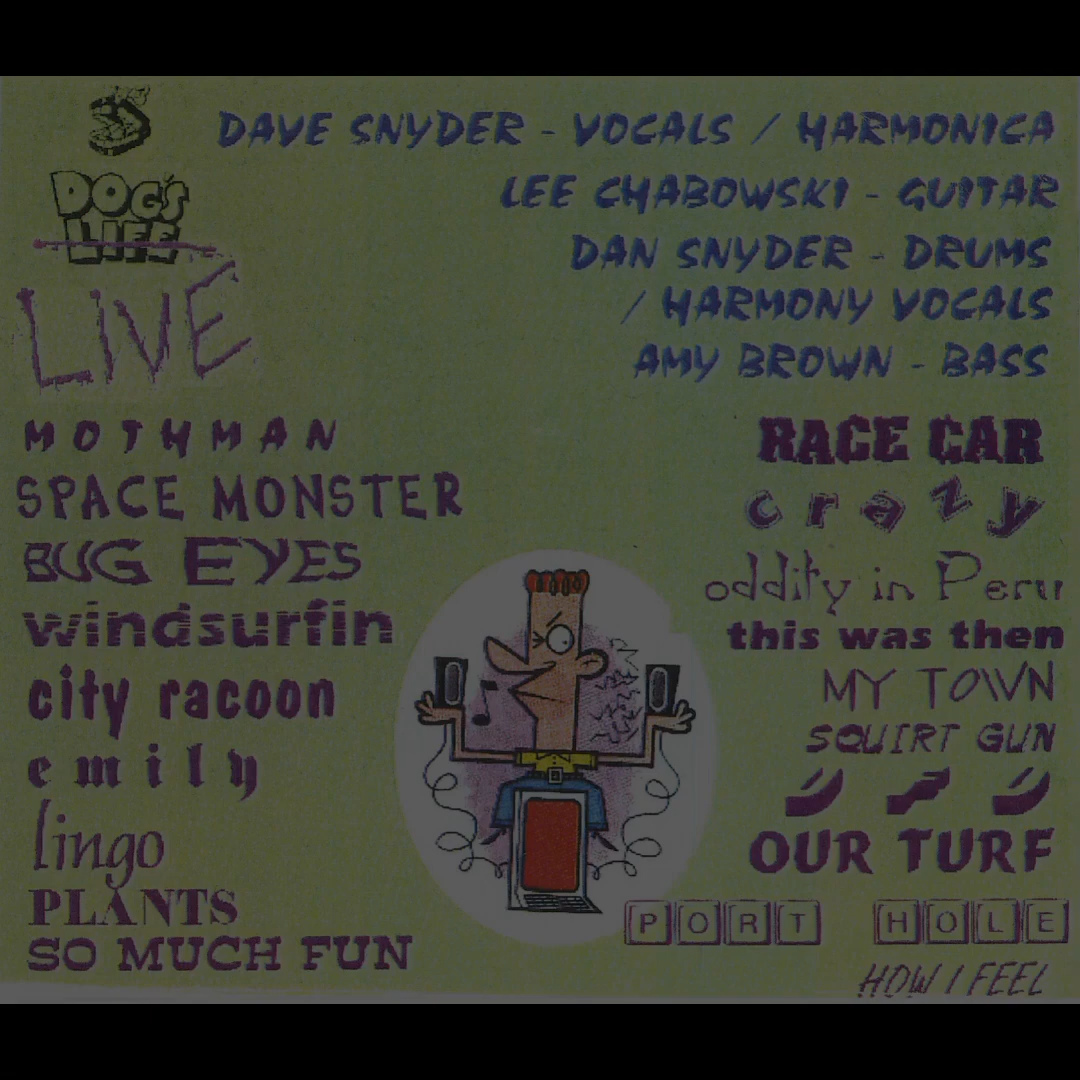 DOG'S
LIFE
LIVE
DAVE SNYDER - VOCALS / HARMONICA
LEE CHABOWSKI - GUITAR
DAN SNYDER - DRUMS
/ HARMONY VOCALS
AMY BROWN - BASS
MOTHMAN
SPACE MONSTER
BUG EYES
windsurfin
city racoon
emily
lingo
PLANTS
SO MUCH FUN
RACE CAR
crazy
oddity in Peru
this was then
MY TOWN
SQUIRT GUN
OUR TURF
PORT HOLE
HOW I FEEL